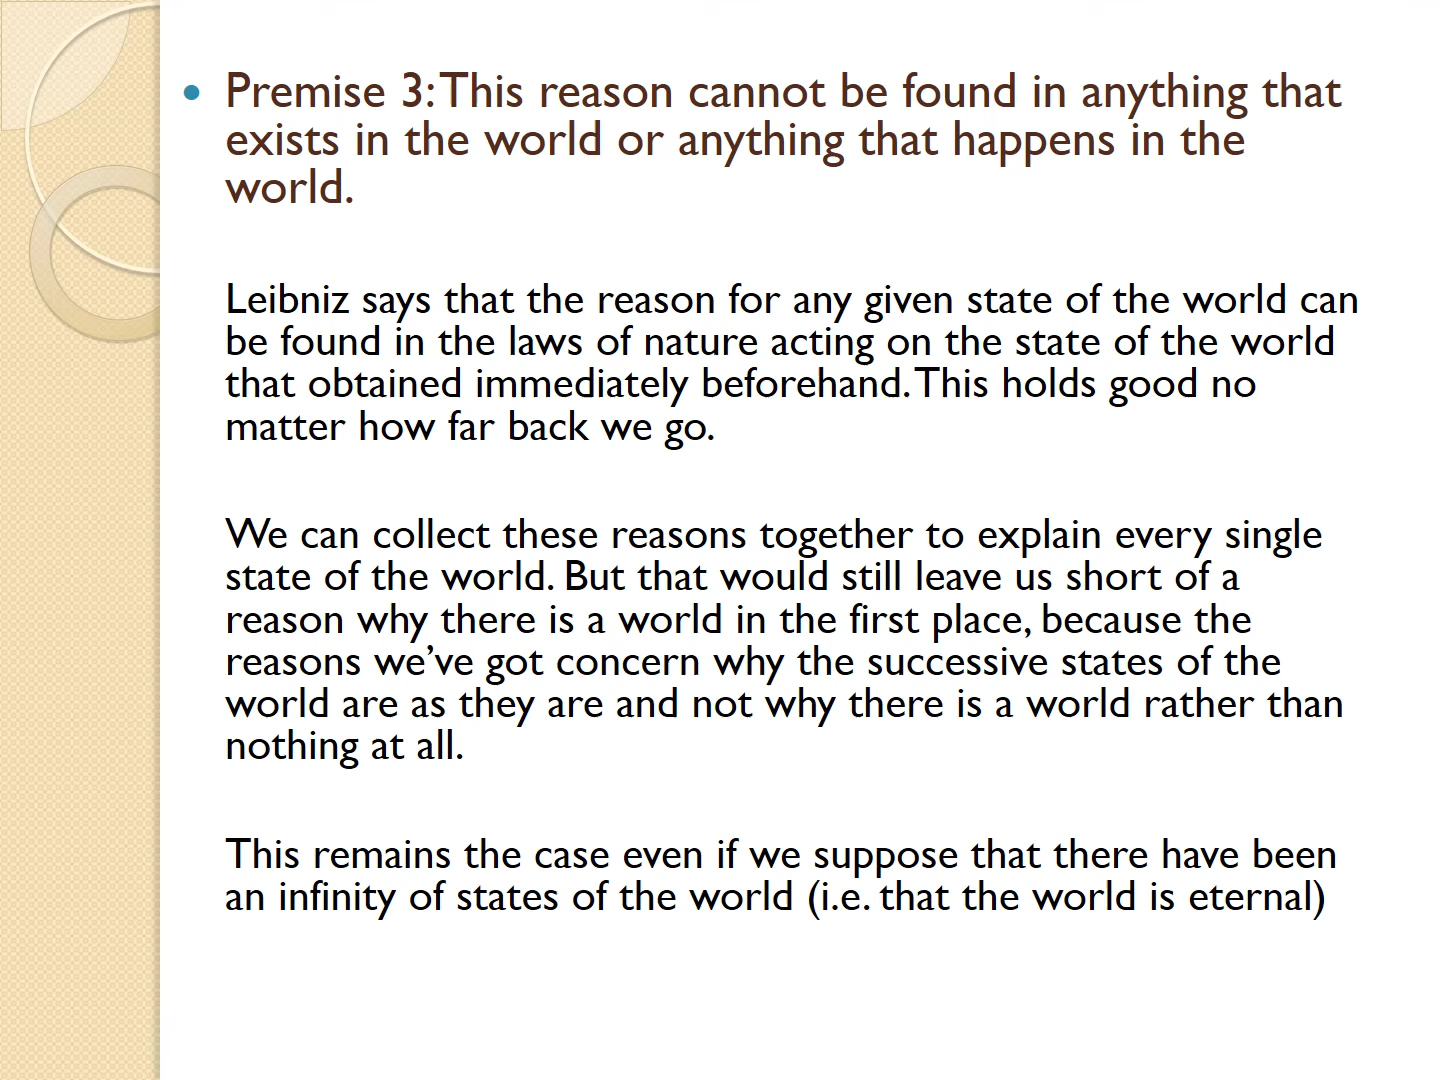 • Premise 3: This reason cannot be found in anything that
exists in the world or anything that happens in the
world.
Leibniz says that the reason for any given state of the world can
be found in the laws of nature acting on the state of the world
that obtained immediately beforehand. This holds good no
matter how far back we go.
We can collect these reasons together to explain every single
state of the world. But that would still leave us short of a
reason why there is a world in the first place, because the
reasons we’ve got concern why the successive states of the
world are as they are and not why there is a world rather than
nothing at all.
This remains the case even if we suppose that there have been
an infinity of states of the world (i.e. that the world is eternal)